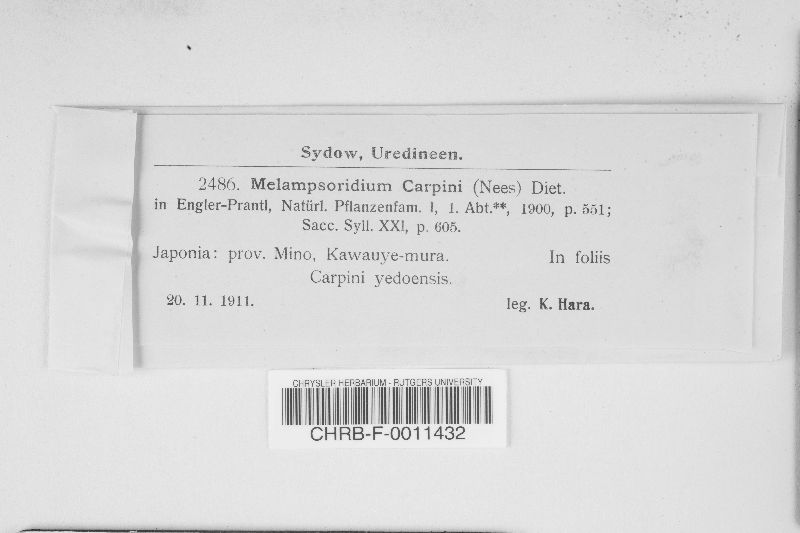 Sydow, Uredineen.
2486. Melampsoridium Carpini (Nees) Diet.
in Engler-Prantl, Natürl. Pflanzenfam. I, 1. Abt.**, 1900, p. 551;
Sacc. Syll. XXI, p. 605.
Japonia: prov. Mino, Kawauye-mura. In foliis
Carpini yedoensis.
20. 11. 1911. leg. K. Hara.
CHRYSLER HERBARIUM - RUTGERS UNIVERSITY
CHRB-F-0011432